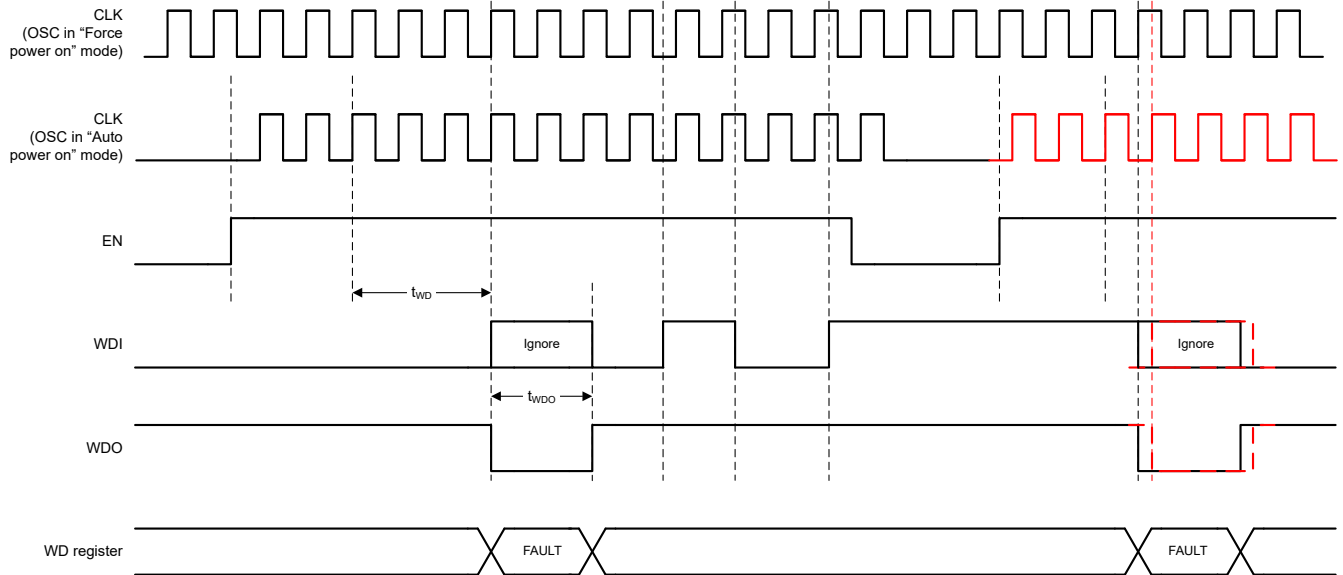 CLK
(OSC in “Force
power on” mode)
CLK
(OSC in “Auto
power on” mode)
EN
tWD
WDI
Ignore
Ignore
tWDO
WDO
WD register
FAULT
FAULT